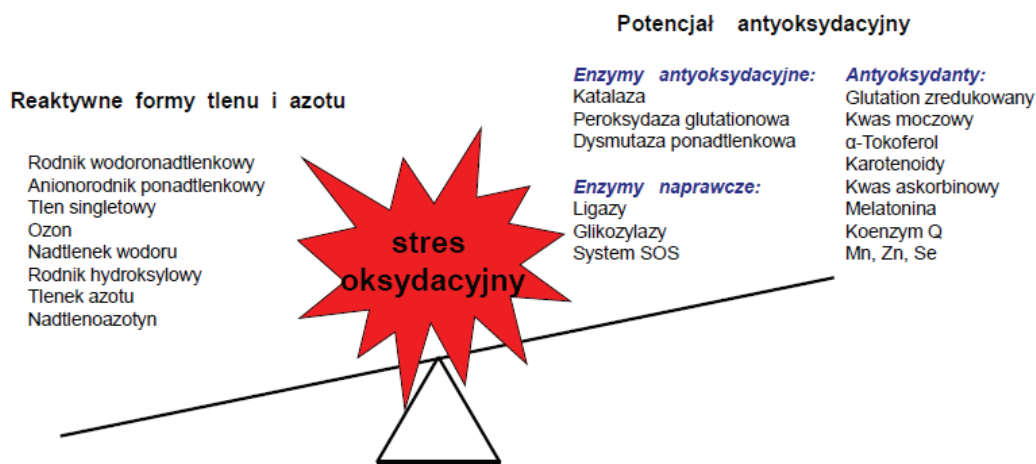 Potencjał antyoksydacyjny
Reaktywne formy tlenu i azotu
Rodnik wodoronadtlenkowy
Anionorodnik ponadtlenkowy
Tlen singletowy
Ozon
Nadtlenek wodoru
Rodnik hydroksylowy
Tlenek azotu
Nadtlenoazotyn
stres
oksydacyjny
Enzymy antyoksydacyjne:
Katalaza
Peroksydaza glutationowa
Dysmutaza ponadtlenkowa
Enzymy naprawcze:
Ligazy
Glikozylazy
System SOS
Antyoksydanty:
Glutation zredukowany
Kwas moczowy
α-Tokoferol
Karotenoidy
Kwas askorbinowy
Melatonina
Koenzym Q
Mn, Zn, Se